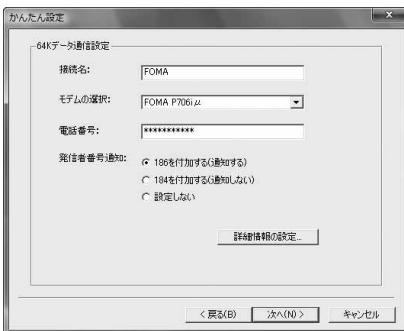 かんたん設定
64Kデータ通信設定
接続名: FOMA
モデムの選択: FOMA P706iμ
電話番号: ***********
発信者番号通知: 186を付加する(通知する)
184を付加する(通知しない)
設定しない
詳細情報の設定...
< 戻る(B) 次へ(N) > キャンセル